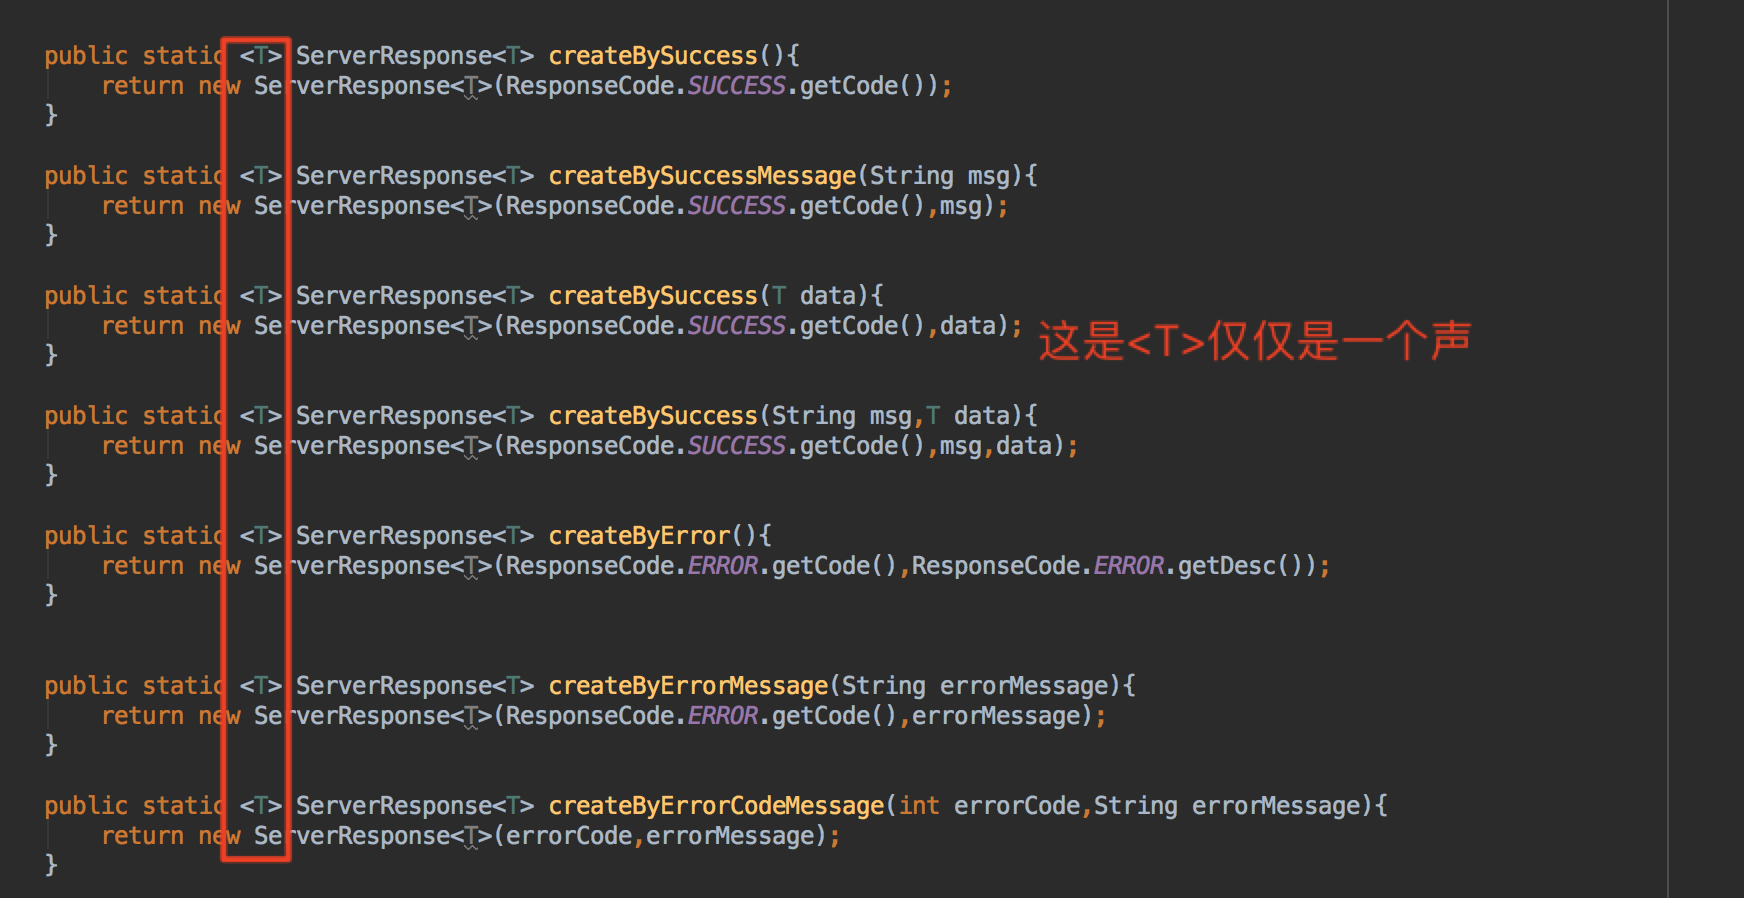 public static <T> ServerResponse<T> createBySuccess(){
return new ServerResponse<T>(ResponseCode.SUCCESS.getCode());
}
public static <T> ServerResponse<T> createBySuccessMessage(String msg){
return new ServerResponse<T>(ResponseCode.SUCCESS.getCode(),msg);
}
public static <T> ServerResponse<T> createBySuccess(T data){
return new ServerResponse<T>(ResponseCode.SUCCESS.getCode(),data);
这是<T>仅仅是一个声
}
public static <T> ServerResponse<T> createBySuccess(String msg,T data){
return new ServerResponse<T>(ResponseCode.SUCCESS.getCode(),msg,data);
}
public static <T> ServerResponse<T> createByError(){
return new ServerResponse<T>(ResponseCode.ERROR.getCode(),ResponseCode.ERROR.getDesc());
}
public static <T> ServerResponse<T> createByErrorMessage(String errorMessage){
return new ServerResponse<T>(ResponseCode.ERROR.getCode(),errorMessage);
}
public static <T> ServerResponse<T> createByErrorCodeMessage(int errorCode,String errorMessage){
return new ServerResponse<T>(errorCode,errorMessage);
}